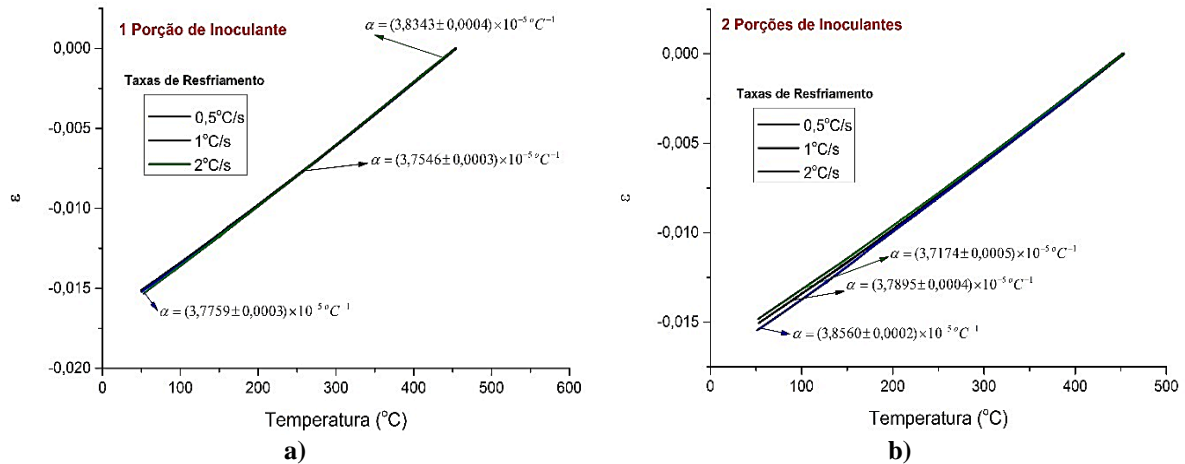 1 Porção de Inoculante
α = (3,8343±0,0004)×10⁻⁵ °C⁻¹
0,000
Taxas de Resfriamento
0,5°C/s
1°C/s
2°C/s
-0,005
α = (3,7546±0,0003)×10⁻⁵ °C⁻¹
ε
-0,010
-0,015
α = (3,7759±0,0003)×10 ⁵ °C ⁻¹
-0,020
0 100 200 300 400 500 600
Temperatura (°C)
a)
2 Porções de Inoculantes
0,000
Taxas de Resfriamento
0,5°C/s
1°C/s
2°C/s
-0,005
ε
-0,010
α = (3,7174±0,0005)×10⁻⁵ °C⁻¹
α = (3,7895±0,0004)×10⁻⁵ °C⁻¹
-0,015
α = (3,8560±0,0002)×10 ⁵ °C ⁻¹
0 100 200 300 400 500
Temperatura (°C)
b)